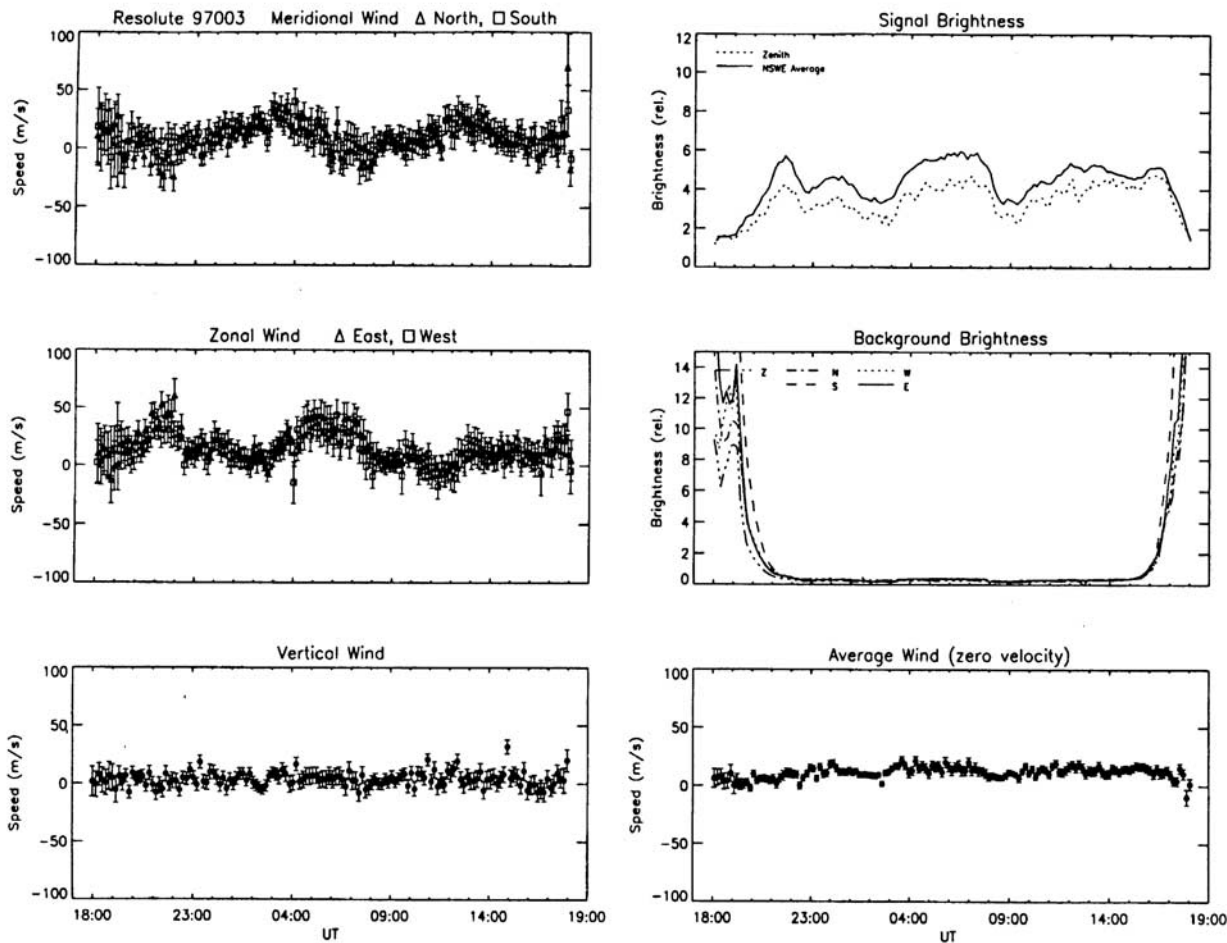 Resolute 97003 Meridional Wind △ North, □ South
100
50
0
−50
−100
Speed (m/s)
Signal Brightness
12
10
8
6
4
2
0
Brightness (rel.)
Zenith
NSWE Average
Zonal Wind △ East, □ West
100
50
0
−50
−100
Speed (m/s)
Background Brightness
14
12
10
8
6
4
2
0
Brightness (rel.)
Z N W
S E
Vertical Wind
100
50
0
−50
−100
Speed (m/s)
18:00 23:00 04:00 09:00 14:00 19:00
UT
Average Wind (zero velocity)
100
50
0
−50
−100
Speed (m/s)
18:00 23:00 04:00 09:00 14:00 19:00
UT